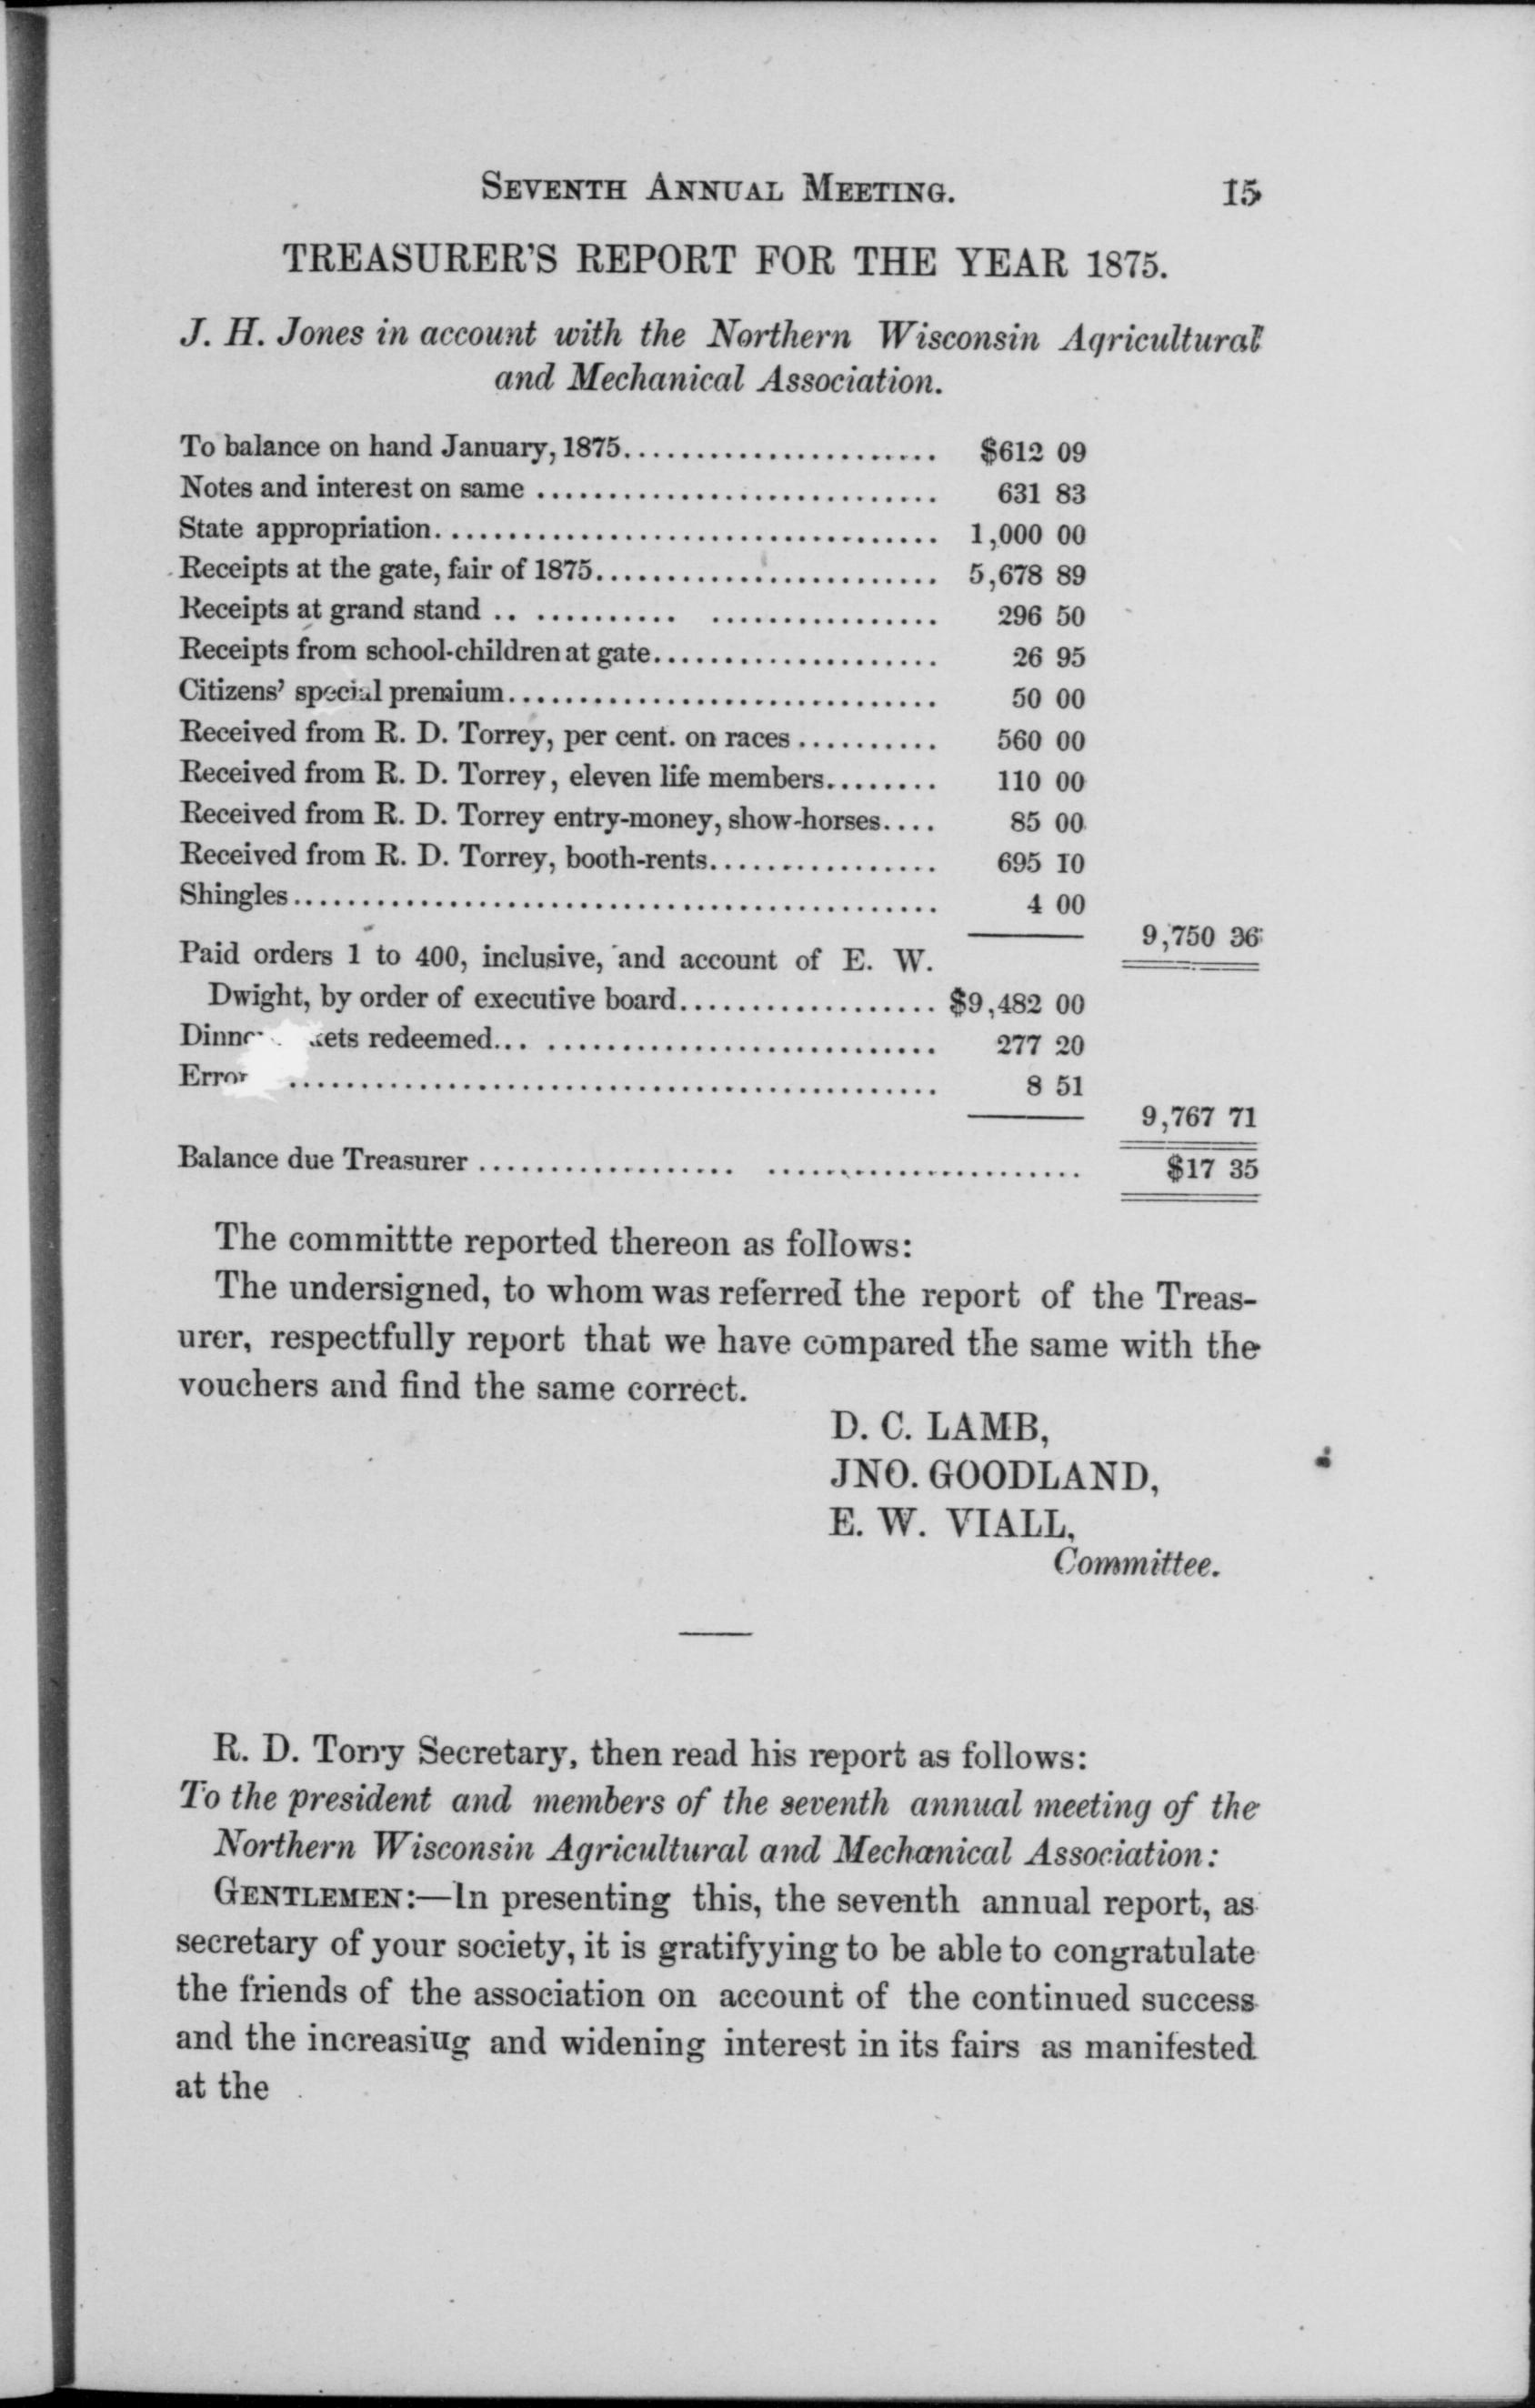 SEVENTH ANNUAL MEETING. 15
TREASURER'S REPORT FOR THE YEAR 1875.
J. H. Jones in account with the Northern Wisconsin Agricultural
and Mechanical Association.
To balance on hand January, 1875........................ $612 09
Notes and interest on same ............................ 631 83
State appropriation.................................... 1,000 00
Receipts at the gate, fair of 1875........................ 5,678 89
Receipts at grand stand .. .......... ................ 296 50
Receipts from school-children at gate.................... 26 95
Citizens' special premium.............................. 50 00
Received from R. D. Torrey, per cent. on races .......... 560 00
Received from R. D. Torrey, eleven life members........ 110 00
Received from R. D. Torrey entry-money, show-horses.... 85 00
Received from R. D. Torrey, booth-rents................ 695 10
Shingles.............................................. 4 00
9,750 36
Paid orders 1 to 400, inclusive, and account of E. W.
Dwight, by order of executive board.................. $9,482 00
redeemed... ........................... 277 20
Error .............................................. 8 51
9,767 71
Balance due Treasurer .................. ...................... $17 35
The committte reported thereon as follows:
The undersigned, to whom was referred the report of the Treas-
urer, respectfully report that we have compared the same with the
vouchers and find the same correct.
D. C. LAMB,
JNO. GOODLAND,
E. W. VIALL,
Committee.
R. D. Torry Secretary, then read his report as follows:
To the president and members of the seventh annual meeting of the
Northern Wisconsin Agricultural and Mechanical Association:
GENTLEMEN:—In presenting this, the seventh annual report, as
secretary of your society, it is gratifyying to be able to congratulate
the friends of the association on account of the continued success
and the increasiug and widening interest in its fairs as manifested
at the